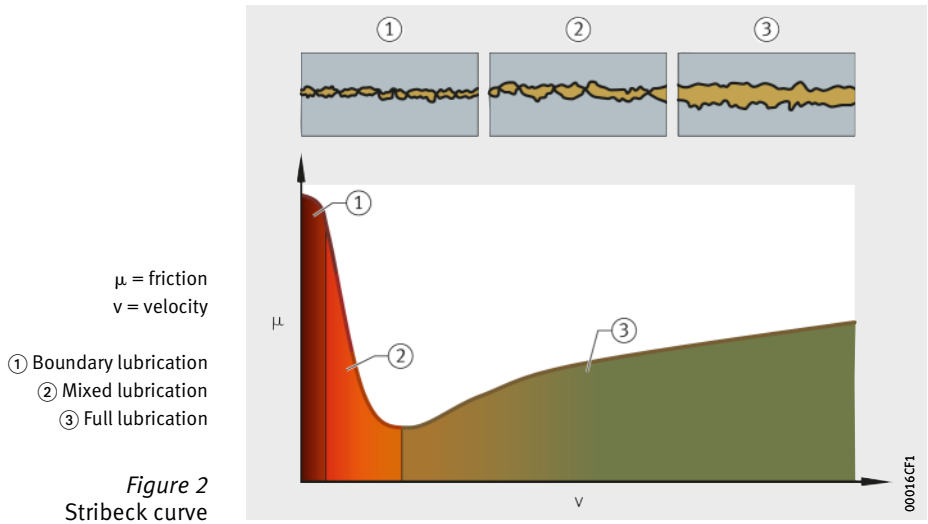 ① ② ③
①
μ = friction
v = velocity
μ
③
② 
① Boundary lubrication
② Mixed lubrication
③ Full lubrication
Figure 2
Stribeck curve
v
00016CF1